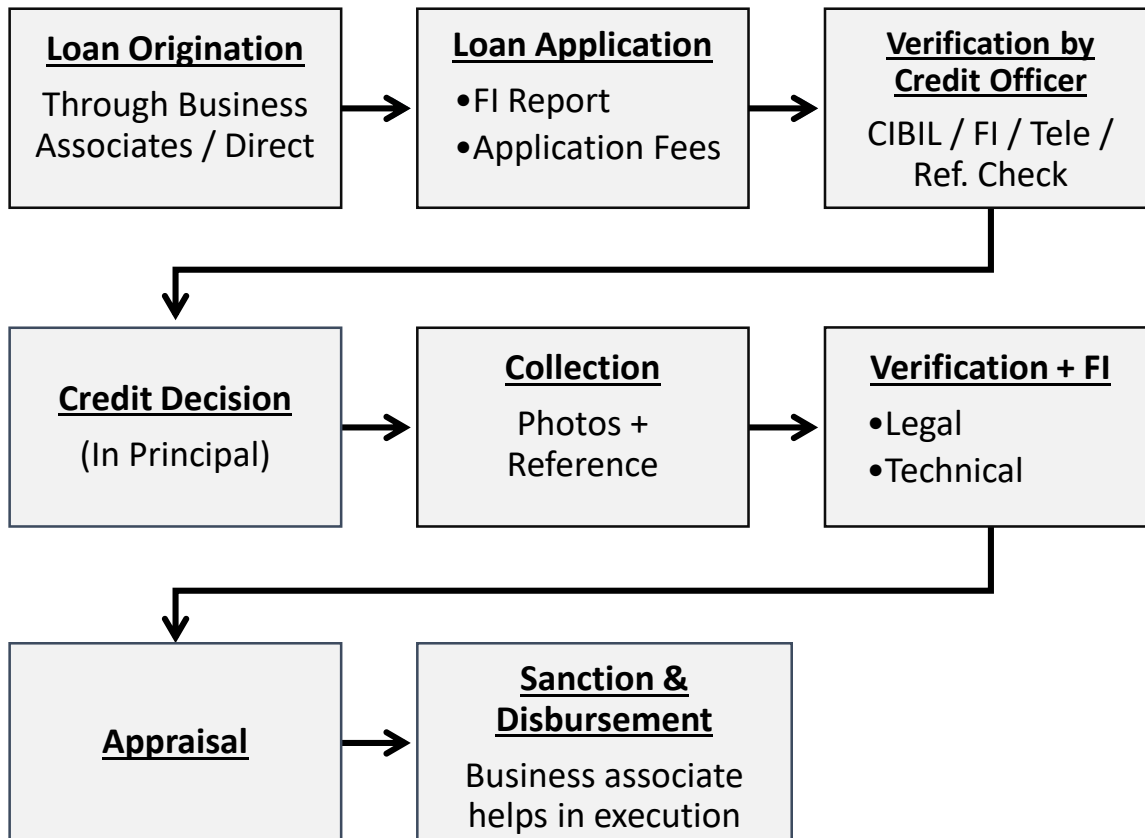 Loan Origination
Through Business
Associates / Direct
Loan Application
•FI Report
•Application Fees
Verification by
Credit Officer
CIBIL / FI / Tele /
Ref. Check
Credit Decision
(In Principal)
Collection
Photos +
Reference
Verification + FI
•Legal
•Technical
Appraisal
Sanction &
Disbursement
Business associate
helps in execution